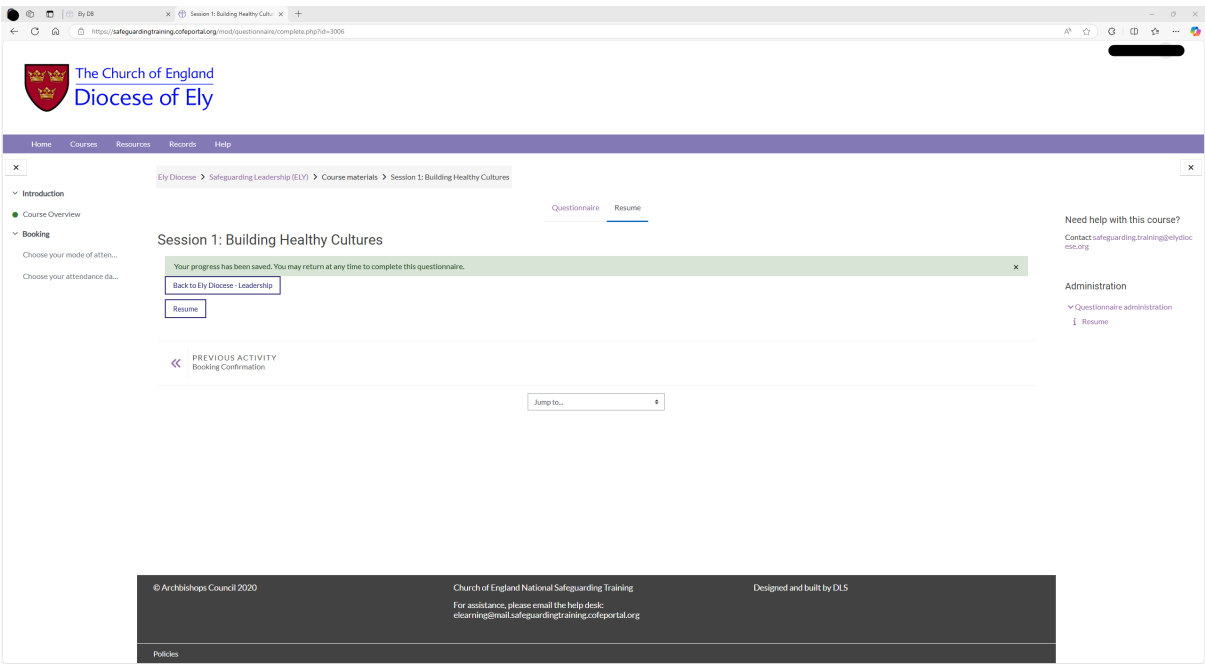 Ely DB
Session 1: Building Healthy Cultu
https://safeguardingtraining.cofeportal.org/mod/questionnaire/complete.php?id=3006
The Church of England
Diocese of Ely
Home Courses Resources Records Help
Introduction
Course Overview
Booking
Choose your mode of atten...
Choose your attendance da...
Ely Diocese > Safeguarding Leadership (ELY) > Course materials > Session 1: Building Healthy Cultures
Questionnaire Resume
Session 1: Building Healthy Cultures
Your progress has been saved. You may return at any time to complete this questionnaire.
Back to Ely Diocese - Leadership
Resume
PREVIOUS ACTIVITY
Booking Confirmation
Jump to...
Need help with this course?
Contact safeguarding.training@elydioc
ese.org
Administration
Questionnaire administration
Resume
© Archbishops Council 2020
Church of England National Safeguarding Training
For assistance, please email the help desk:
elearning@mail.safeguardingtraining.cofeportal.org
Designed and built by DLS
Policies